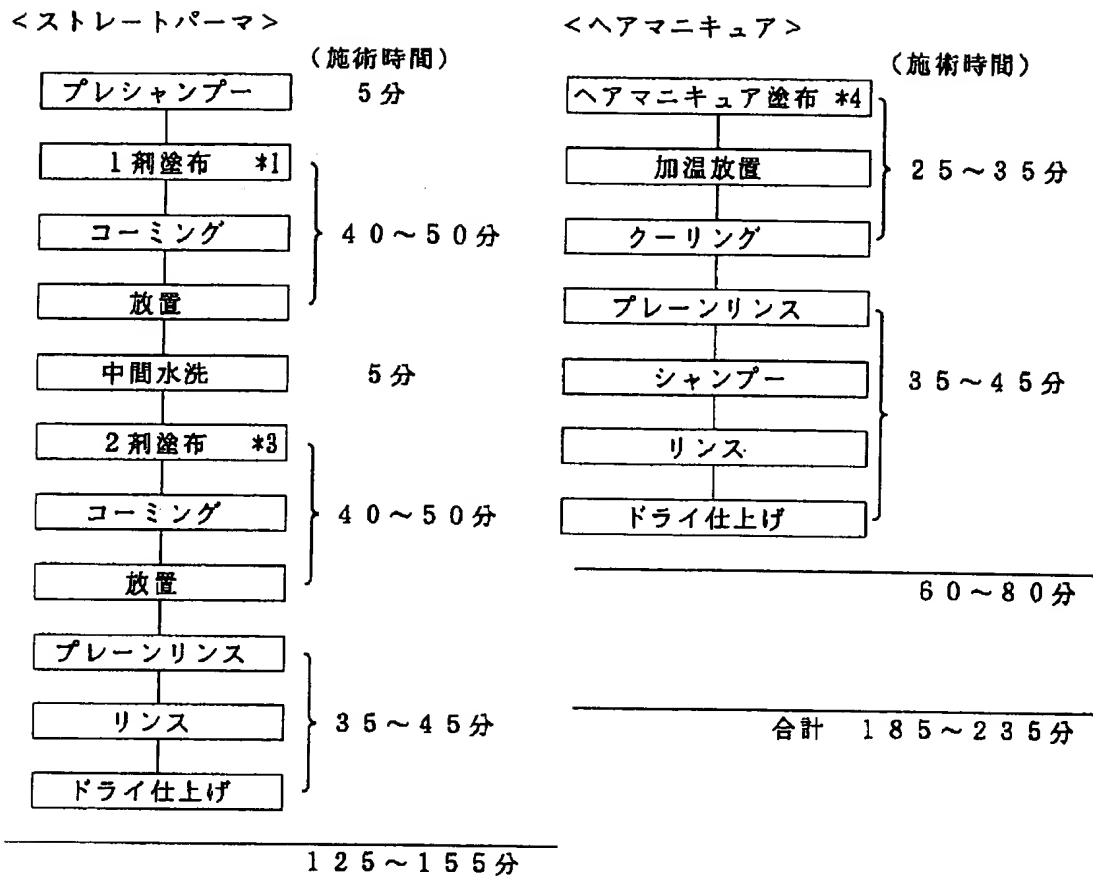 <ストレートパーマ>
(施術時間)
プレシャンプー 5分
1剤塗布 *1
コーミング
40~50分
放置
中間水洗 5分
2剤塗布 *3
コーミング 40~50分
放置
プレーンリンス
リンス 35~45分
ドライ仕上げ
125~155分
<ヘアマニキュア>
(施術時間)
ヘアマニキュア塗布 *4
加温放置 25~35分
クーリング
プレーンリンス
シャンプー 35~45分
リンス
ドライ仕上げ
60~80分
合計 185~235分